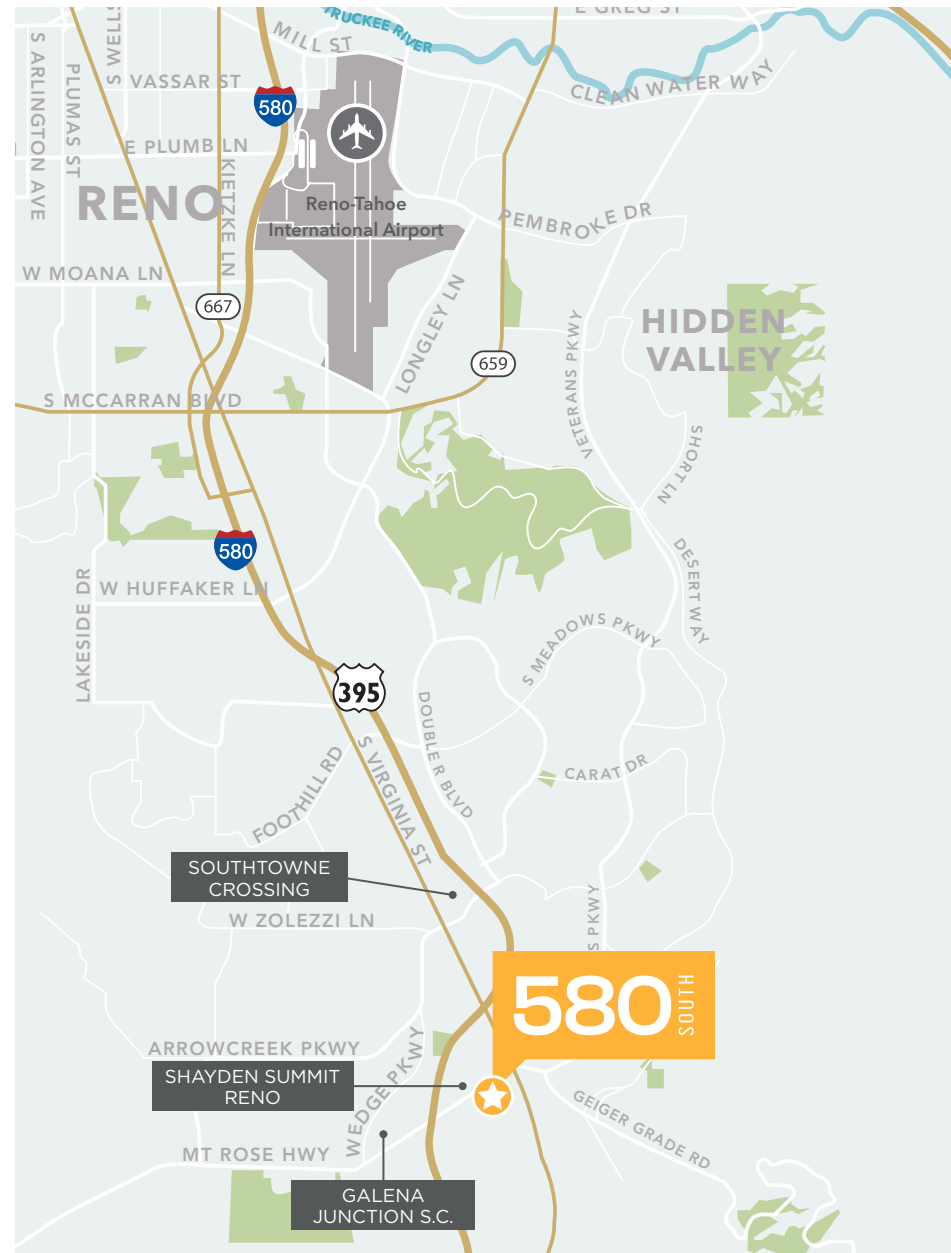 TRUCKEE RIVER
E GREG ST
MILL ST
S WELLS
S ARLINGTON AVE
PLUMAS ST
VASSAR ST
580
CLEAN WATER WAY
E PLUMB LN
KIETZKE LN
RENO
Reno-Tahoe
International Airport
PEMBROKE DR
W MOANA LN
667
LONGLEY LN
HIDDEN
VALLEY
VETERANS PKWY
659
S MCCARRAN BLVD
SHORT LN
580
DESERT WAY
W HUFFAKER LN
LAKESIDE DR
S MEADOWS PKWY
395
DOUBLE R BLVD
S VIRGINIA ST
FOOTHILL RD
CARAT DR
SOUTHTOWNE
CROSSING
W ZOLEZZI LN
S PKWY
580
SOUTH
ARROWCREEK PKWY
WEDGE PKWY
SHAYDEN SUMMIT
RENO
GEIGER GRADE RD
MT ROSE HWY
GALENA
JUNCTION S.C.